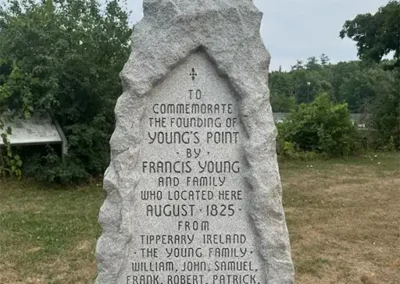 TO
COMMEMORATE
THE FOUNDING OF
YOUNG'S POINT
· BY ·
FRANCIS YOUNG
AND FAMILY
WHO LOCATED HERE
AUGUST · 1825 ·
FROM
TIPPERARY IRELAND
· THE YOUNG FAMILY ·
WILLIAM, JOHN, SAMUEL,
FRANK, ROBERT, PATRICK,